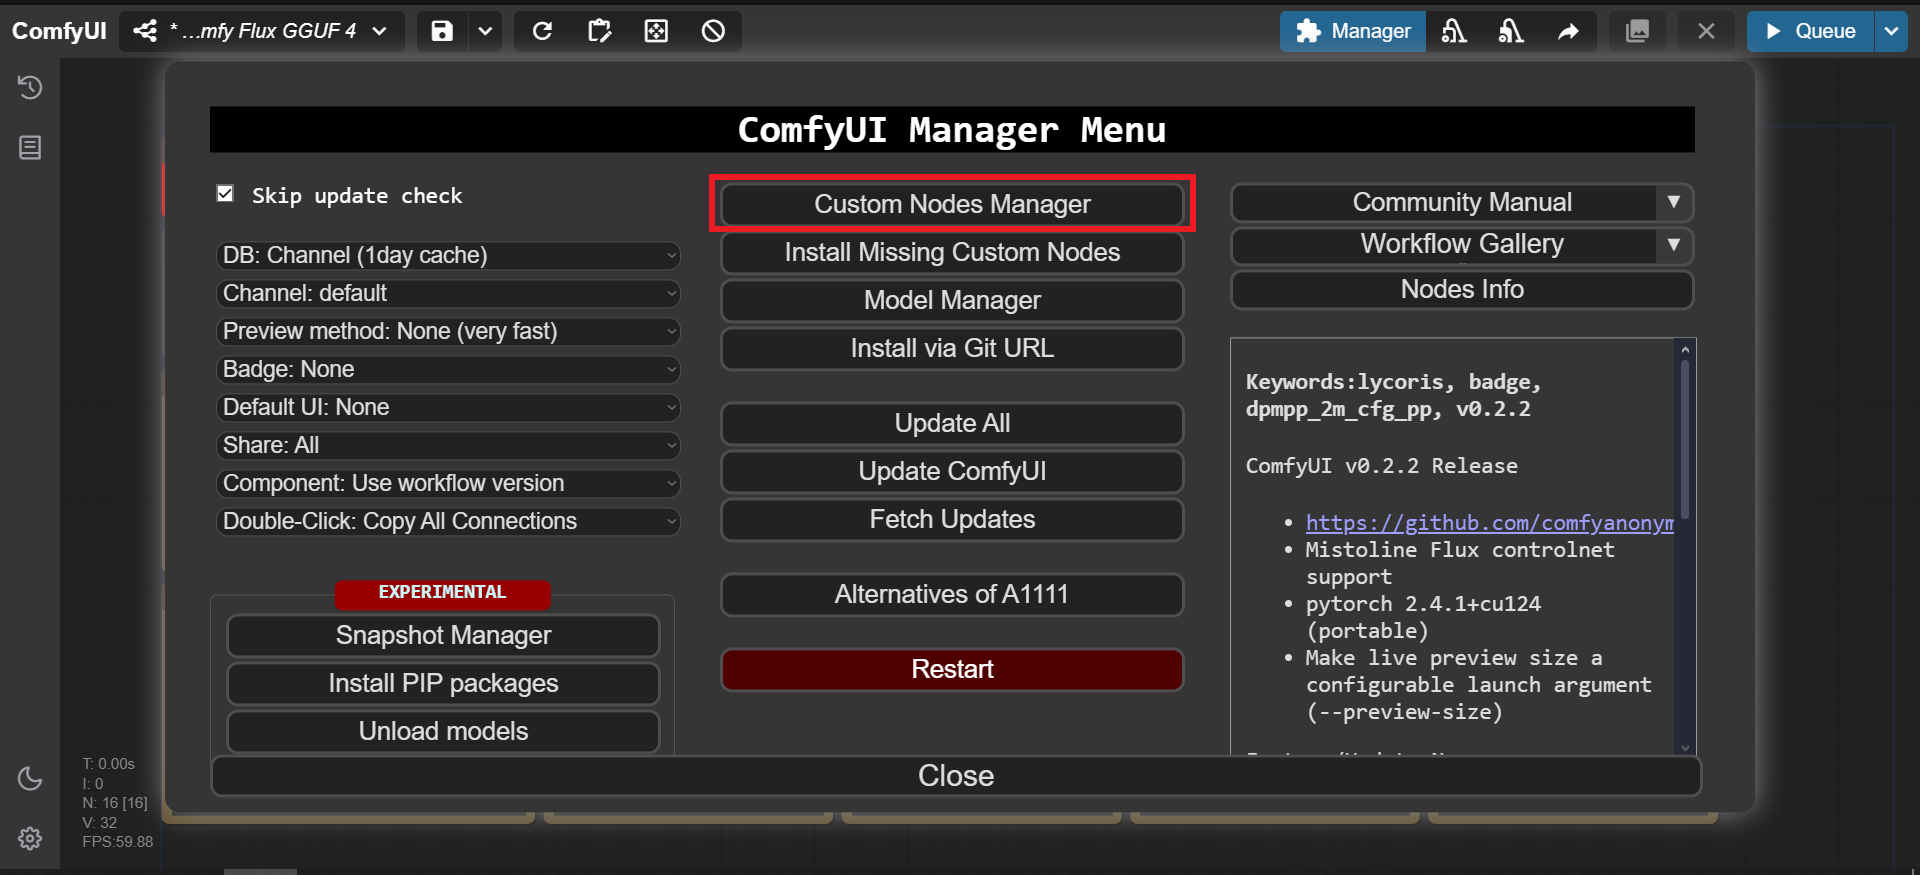 ComfyUI
* ...mfy Flux GGUF 4
Manager
Queue
ComfyUI Manager Menu
Skip update check
DB: Channel (1day cache)
Channel: default
Preview method: None (very fast)
Badge: None
Default UI: None
Share: All
Component: Use workflow version
Double-Click: Copy All Connections
EXPERIMENTAL
Snapshot Manager
Install PIP packages
Unload models
Custom Nodes Manager
Install Missing Custom Nodes
Model Manager
Install via Git URL
Update All
Update ComfyUI
Fetch Updates
Alternatives of A1111
Restart
Community Manual
Workflow Gallery
Nodes Info
Keywords:lycoris, badge,
dpmpp_2m_cfg_pp, v0.2.2
ComfyUI v0.2.2 Release
• https://github.com/comfyanonym
• Mistoline Flux controlnet
support
• pytorch 2.4.1+cu124
(portable)
• Make live preview size a
configurable launch argument
(--preview-size)
Close
T: 0.00s
I: 0
N: 16 [16]
V: 32
FPS:59.88